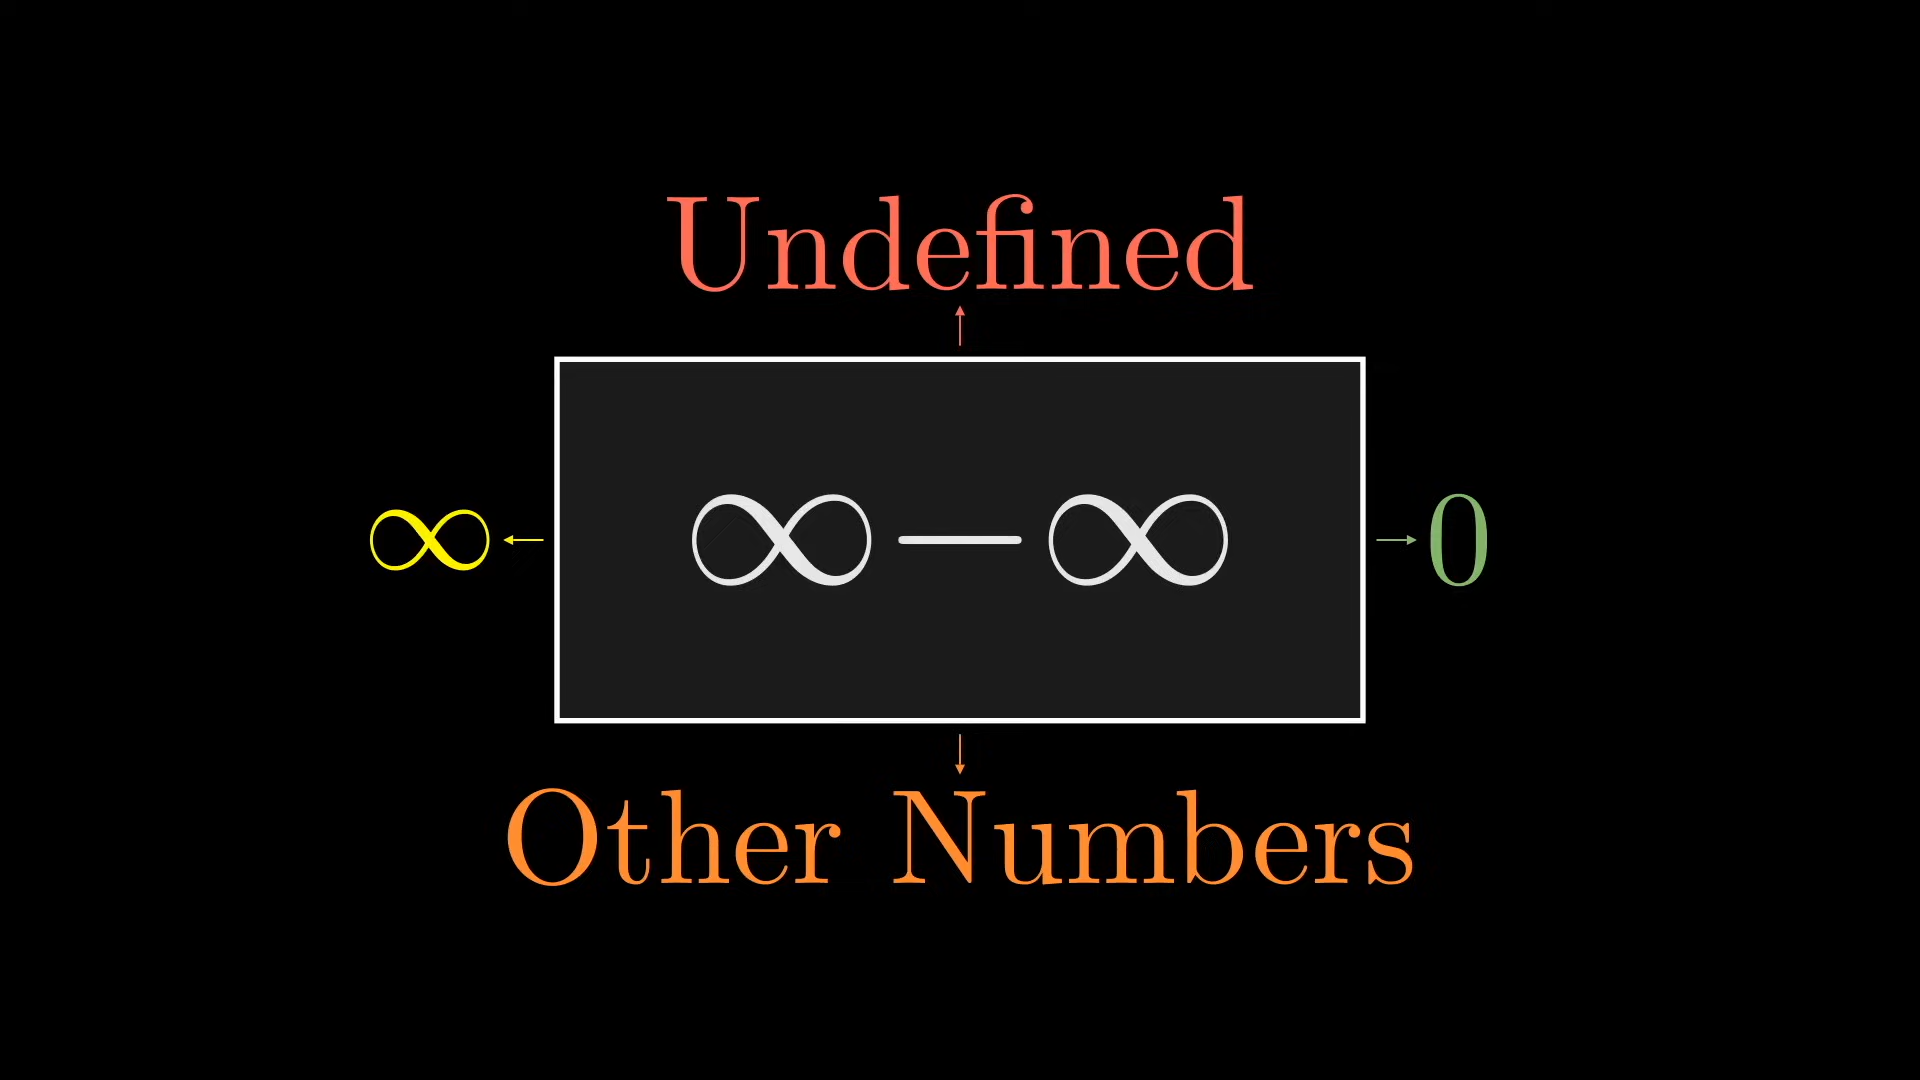 Undefined
∞
∞ — ∞
0
Other Numbers